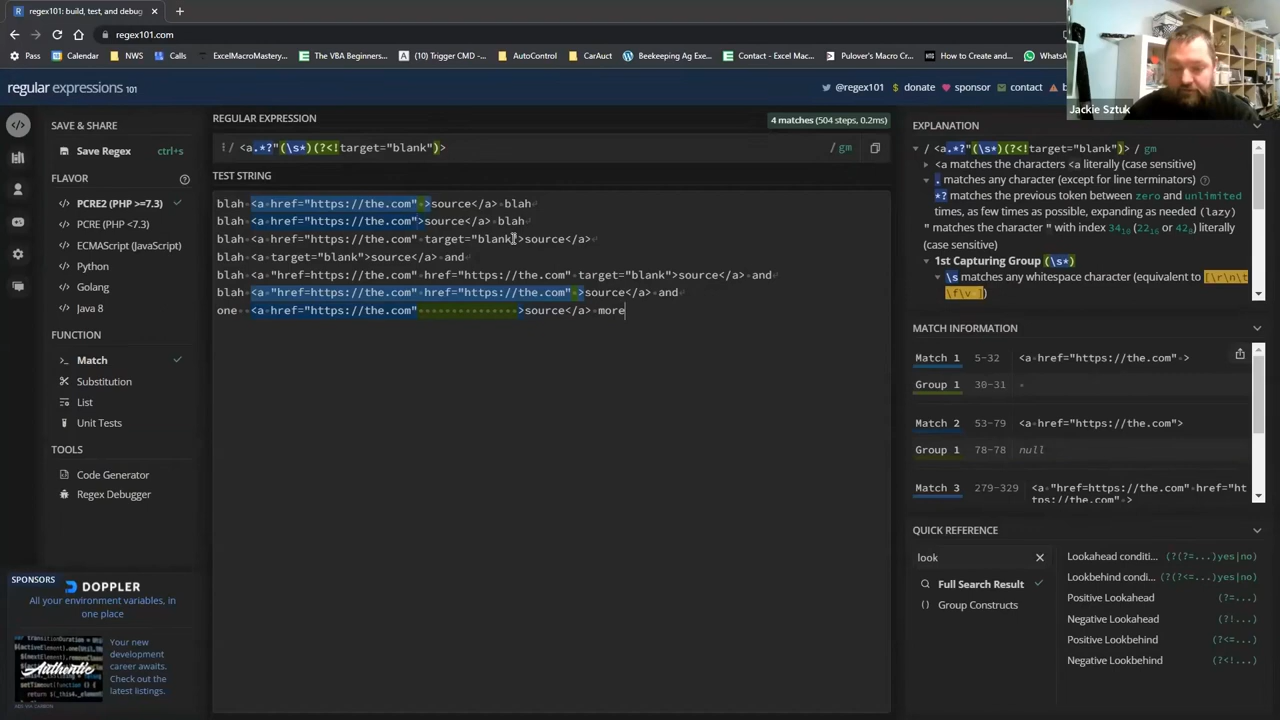 regex101: build, test, and debug
regex101.com
Pass
Calendar
NWS
Calls
ExcelMacroMastery...
The VBA Beginners...
(10) Trigger CMD -...
AutoControl
CarAuct
Beekeeping Ag Exe...
Contact - Excel Mac...
Pulover's Macro Cr...
How to Create and...
WhatsA
Jackie Sztuk
regular expressions 101
@regex101
donate
sponsor
contact
SAVE & SHARE
Save Regex ctrl+s
FLAVOR
PCRE2 (PHP >=7.3)
PCRE (PHP <7.3)
ECMAScript (JavaScript)
Python
Golang
Java 8
FUNCTION
Match
Substitution
List
Unit Tests
TOOLS
Code Generator
Regex Debugger
SPONSORS
DOPPLER
All your environment variables, in
one place
Authentic
Your new
development
career awaits.
Check out the
latest listings.
ADS VIA CARBON
REGULAR EXPRESSION
4 matches (504 steps, 0.2ms)
/ <a.*?"(\s*)(?<!target="blank")> / gm
TEST STRING
blah <a href="https://the.com" >source</a> blah
blah <a href="https://the.com">source</a> blah
blah <a href="https://the.com" target="blank">source</a>
blah <a target="blank">source</a> and
blah <a "href=https://the.com" href="https://the.com" target="blank">source</a> and
blah <a "href=https://the.com" href="https://the.com" >source</a> and
one  <a href="https://the.com"               >source</a> more
EXPLANATION
/ <a.*?"(\s*)(?<!target="blank")> / gm
<a matches the characters <a literally (case sensitive)
. matches any character (except for line terminators)
*? matches the previous token between zero and unlimited
times, as few times as possible, expanding as needed (lazy)
" matches the character " with index 34₁₀ (22₁₆ or 42₈) literally
(case sensitive)
1st Capturing Group (\s*)
\s matches any whitespace character (equivalent to [\r\n\t
\f\v ])
MATCH INFORMATION
Match 1 5-32 <a href="https://the.com" >
Group 1 30-31
Match 2 53-79 <a href="https://the.com">
Group 1 78-78 null
Match 3 279-329 <a "href=https://the.com" href="ht
tps://the.com" >
QUICK REFERENCE
look
Full Search Result
Group Constructs
Lookahead conditi... (?(?=...)yes|no)
Lookbehind condi... (?(?<=...)yes|no)
Positive Lookahead (?=...)
Negative Lookahead (?!...)
Positive Lookbehind (?<=...)
Negative Lookbehind (?<!...)